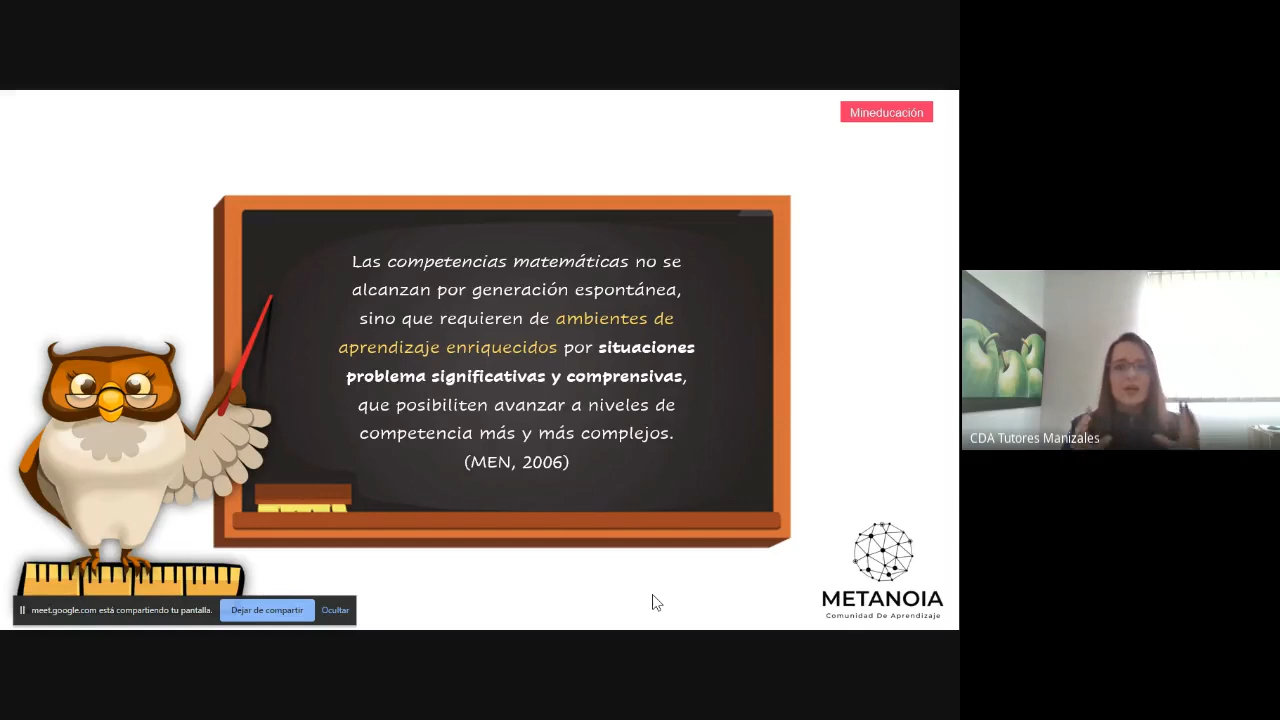 Mineducación
Las competencias matemáticas no se
alcanzan por generación espontánea,
sino que requieren de ambientes de
aprendizaje enriquecidos por situaciones
problema significativas y comprensivas,
que posibiliten avanzar a niveles de
competencia más y más complejos.
(MEN, 2006)
METANOIA
Comunidad De Aprendizaje
meet.google.com está compartiendo tu pantalla.
Dejar de compartir
Ocultar
CDA Tutores Manizales